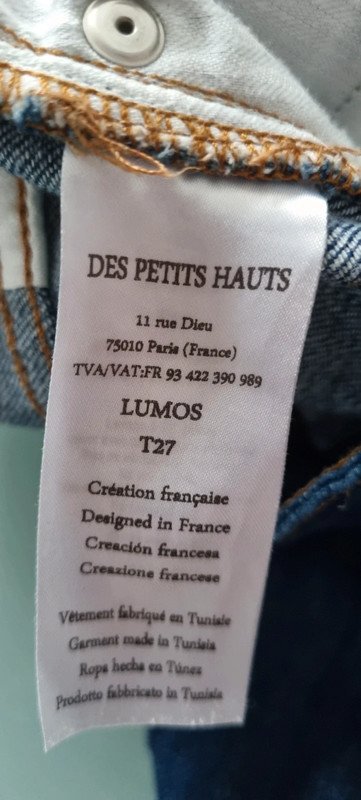 DES PETITS HAUTS
11 rue Dieu
75010 Paris (France)
TVA/VAT:FR 93 422 390 989
LUMOS
T27
Création française
Designed in France
Creación francesa
Creazione francese
Vêtement fabriqué en Tunisie
Garment made in Tunisia
Ropa hecha en Túnez
Prodotto fabbricato in Tunisia